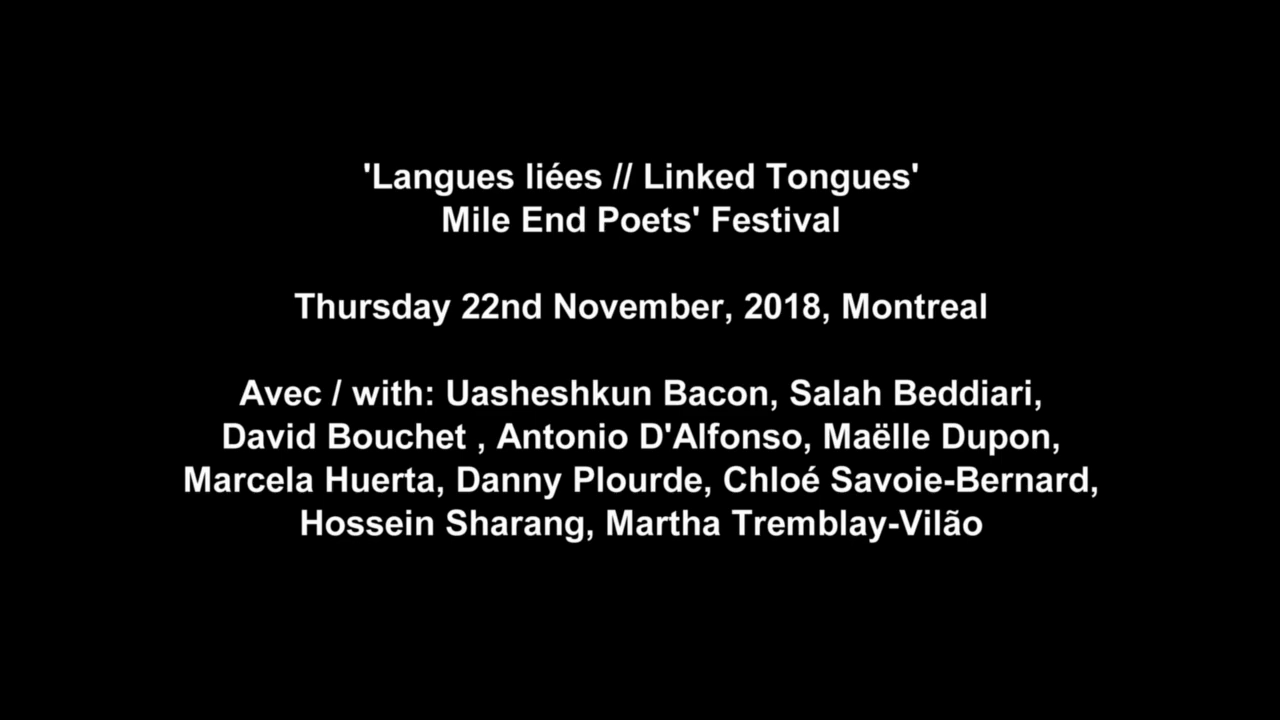 'Langues liées // Linked Tongues'
Mile End Poets' Festival
Thursday 22nd November, 2018, Montreal
Avec / with: Uasheshkun Bacon, Salah Beddiari,
David Bouchet , Antonio D'Alfonso, Maëlle Dupon,
Marcela Huerta, Danny Plourde, Chloé Savoie-Bernard,
Hossein Sharang, Martha Tremblay-Vilão